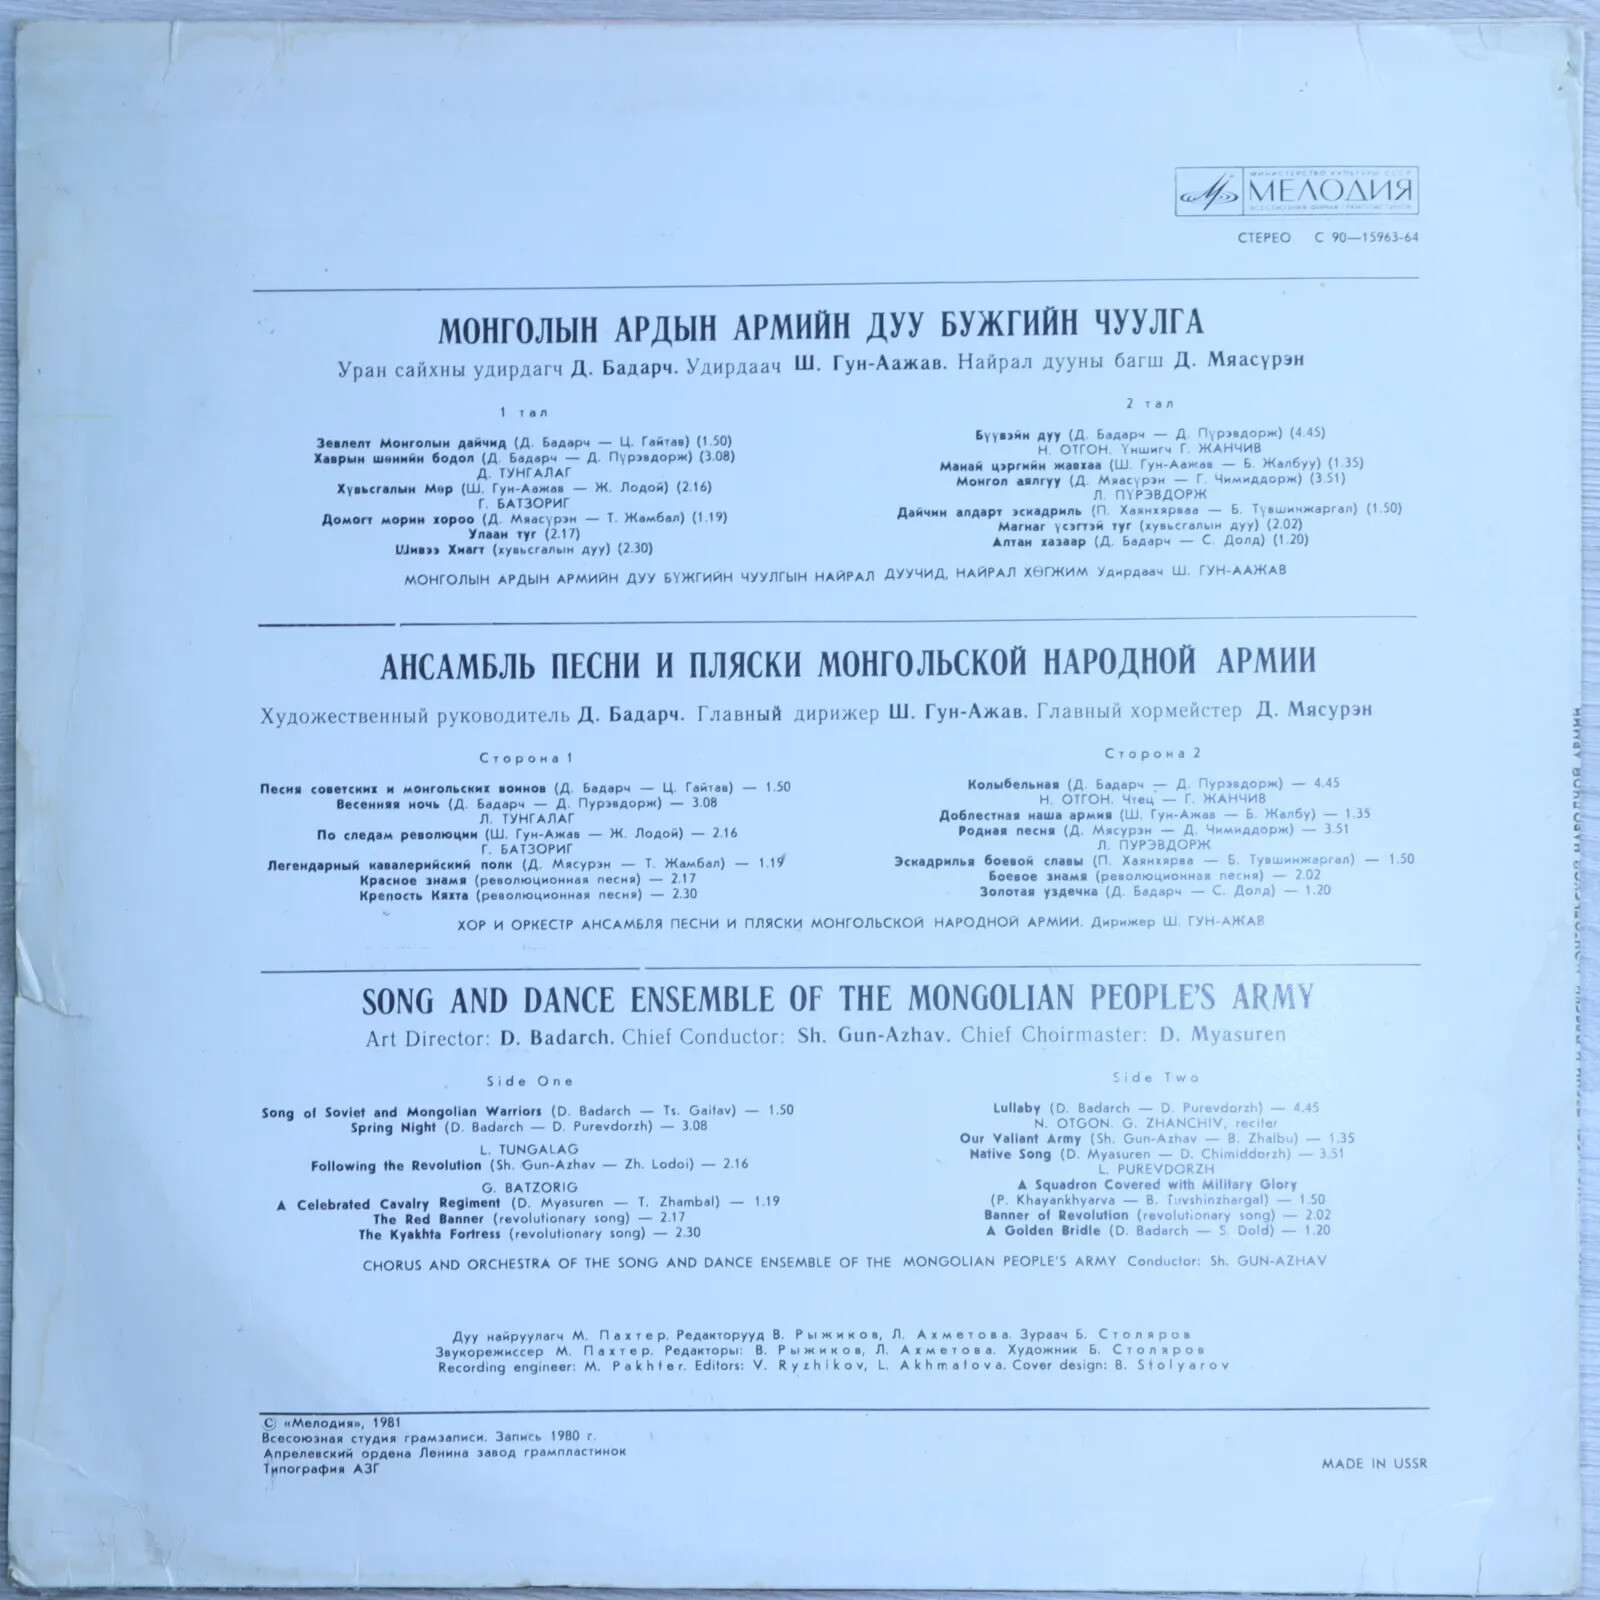 МИНИСТЕРСТВО КУЛЬТУРЫ СССР
МЕЛОДИЯ
ВСЕСОЮЗНАЯ ФИРМА ГРАМПЛАСТИНОК
СТЕРЕО С 90—15963-64
МОНГОЛЫН АРДЫН АРМИЙН ДУУ БУЖГИЙН ЧУУЛГА
Уран сайхны удирдагч Д. Бадарч. Удирдаач Ш. Гун-Аажав. Найрал дууны багш Д. Мяасүрэн
1 тал
Зевлелт Монголын дайчид (Д. Бадарч — Ц. Гайтав) (1.50)
Хаврын шөнийн бодол (Д. Бадарч — Д. Пүрэвдорж) (3.08)
Д. ТУНГАЛАГ
Хувьсгалын Мөр (Ш. Гун-Аажав — Ж. Лодой) (2.16)
Г. БАТЗОРИГ
Домогт морин хороо (Д. Мяасүрэн — Т. Жамбал) (1.19)
Улаан туг (2.17)
Шивээ Хиагт (хувьсгалын дуу) (2.30)
2 тал
Бүүвэйн дуу (Д. Бадарч — Д. Пүрэвдорж) (4.45)
Н. ОТГОН. Уншигч Г. ЖАНЧИВ
Манай цэргийн жавхаа (Ш. Гун-Аажав — Б. Жалбуу) (1.35)
Монгол аялгуу (Д. Мяасүрэн — Г. Чимиддорж) (3.51)
Л. ПҮРЭВДОРЖ
Дайчин алдарт эскадриль (П. Хаянхярваа — Б. Түвшинжаргал) (1.50)
Магнаг үсэгтэй туг (хувьсгалын дуу) (2.02)
Алтан хазаар (Д. Бадарч — С. Долд) (1.20)
МОНГОЛЫН АРДЫН АРМИЙН ДУУ БҮЖГИЙН ЧУУЛГЫН НАЙРАЛ ДУУЧИД, НАЙРАЛ ХӨГЖИМ Удирдаач Ш. ГУН-ААЖАВ
АНСАМБЛЬ ПЕСНИ И ПЛЯСКИ МОНГОЛЬСКОЙ НАРОДНОЙ АРМИИ
Художественный руководитель Д. Бадарч. Главный дирижер Ш. Гун-Ажав. Главный хормейстер Д. Мясурэн
Сторона 1
Песня советских и монгольских воинов (Д. Бадарч — Ц. Гайтав) — 1.50
Весенняя ночь (Д. Бадарч — Д. Пурэвдорж) — 3.08
Л. ТУНГАЛАГ
По следам революции (Ш. Гун-Ажав — Ж. Лодой) — 2.16
Г. БАТЗОРИГ
Легендарный кавалерийский полк (Д. Мясурэн — Т. Жамбал) — 1.19
Красное знамя (революционная песня) — 2.17
Крепость Кяхта (революционная песня) — 2.30
Сторона 2
Колыбельная (Д. Бадарч — Д. Пурэвдорж) — 4.45
Н. ОТГОН. Чтец — Г. ЖАНЧИВ
Доблестная наша армия (Ш. Гун-Ажав — Б. Жалбу) — 1.35
Родная песня (Д. Мясурэн — Д. Чимиддорж) — 3.51
Л. ПУРЭВДОРЖ
Эскадрилья боевой славы (П. Хаянхярва — Б. Тувшинжаргал) — 1.50
Боевое знамя (революционная песня) — 2.02
Золотая уздечка (Д. Бадарч — С. Долд) — 1.20
ХОР И ОРКЕСТР АНСАМБЛЯ ПЕСНИ И ПЛЯСКИ МОНГОЛЬСКОЙ НАРОДНОЙ АРМИИ. Дирижер Ш. ГУН-АЖАВ
SONG AND DANCE ENSEMBLE OF THE MONGOLIAN PEOPLE'S ARMY
Art Director: D. Badarch. Chief Conductor: Sh. Gun-Azhav. Chief Choirmaster: D. Myasuren
Side One
Song of Soviet and Mongolian Warriors (D. Badarch — Ts. Gaitav) — 1.50
Spring Night (D. Badarch — D. Purevdorzh) — 3.08
L. TUNGALAG
Following the Revolution (Sh. Gun-Azhav — Zh. Lodoi) — 2.16
G. BATZORIG
A Celebrated Cavalry Regiment (D. Myasuren — T. Zhambal) — 1.19
The Red Banner (revolutionary song) — 2.17
The Kyakhta Fortress (revolutionary song) — 2.30
Side Two
Lullaby (D. Badarch — D. Purevdorzh) — 4.45
N. OTGON. G. ZHANCHIV, reciter
Our Valiant Army (Sh. Gun-Azhav — B. Zhalbu) — 1.35
Native Song (D. Myasuren — D. Chimiddorzh) — 3.51
L. PUREVDORZH
A Squadron Covered with Military Glory
(P. Khayankhyarva — B. Tuvshinzhargal) — 1.50
Banner of Revolution (revolutionary song) — 2.02
A Golden Bridle (D. Badarch — S. Dold) — 1.20
CHORUS AND ORCHESTRA OF THE SONG AND DANCE ENSEMBLE OF THE MONGOLIAN PEOPLE'S ARMY Conductor: Sh. GUN-AZHAV
Дуу найруулагч М. Пахтер. Редакторууд В. Рыжиков, Л. Ахметова. Зураач Б. Столяров
Звукорежиссер М. Пахтер. Редакторы: В. Рыжиков, Л. Ахметова. Художник Б. Столяров
Recording engineer: M. Pakhter. Editors: V. Ryzhikov, L. Akhmatova. Cover design: B. Stolyarov
© «Мелодия», 1981
Всесоюзная студия грамзаписи. Запись 1980 г.
Апрелевский ордена Ленина завод грампластинок
Типография АЗГ
MADE IN USSR